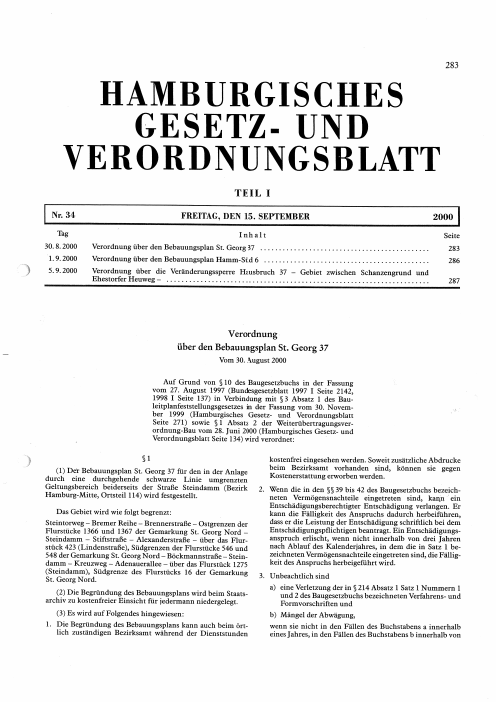 283
HAMBURGISCHES
GESETZ- UND
VERORDNUNGSBLATT
TEIL I
Nr. 34 FREITAG, DEN 15. SEPTEMBER 2000
Tag Inhalt Seite
30. 8. 2000 Verordnung über den Bebauungsplan St. Georg 37 ............................................. 283
1. 9. 2000 Verordnung über den Bebauungsplan Hamm-Süd 6 ............................................. 286
5. 9. 2000 Verordnung über die Veränderungssperre Hausbruch 37 – Gebiet zwischen Schanzengrund und
Ehestorfer Heuweg – ............................................. 287
Verordnung
über den Bebauungsplan St. Georg 37
Vom 30. August 2000
Auf Grund von § 10 des Baugesetzbuchs in der Fassung
vom 27. August 1997 (Bundesgesetzblatt 1997 I Seite 2142,
1998 I Seite 137) in Verbindung mit § 3 Absatz 1 des Bau-
leitplanfeststellungsgesetzes in der Fassung vom 30. Novem-
ber 1999 (Hamburgisches Gesetz- und Verordnungsblatt
Seite 271) sowie § 1 Absatz 2 der Weiterübertragungsver-
ordnung-Bau vom 28. Juni 2000 (Hamburgisches Gesetz- und
Verordnungsblatt Seite 134) wird verordnet:
§ 1
(1) Der Bebauungsplan St. Georg 37 für den in der Anlage
durch eine durchgehende schwarze Linie umgrenzten
Geltungsbereich beiderseits der Straße Steindamm (Bezirk
Hamburg-Mitte, Ortsteil 114) wird festgestellt.
Das Gebiet wird wie folgt begrenzt:
Steintorweg – Bremer Reihe – Brennerstraße – Ostgrenzen der
Flurstücke 1366 und 1367 der Gemarkung St. Georg Nord –
Steindamm – Stiftstraße – Alexanderstraße – über das Flur-
stück 423 (Lindenstraße), Südgrenzen der Flurstücke 546 und
548 der Gemarkung St. Georg Nord – Böckmannstraße – Stein-
damm – Kreuzweg – Adenauerallee – über das Flurstück 1275
(Steindamm), Südgrenze des Flurstücks 16 der Gemarkung
St. Georg Nord.
(2) Die Begründung des Bebauungsplans wird beim Staats-
archiv zu kostenfreier Einsicht für jedermann niedergelegt.
(3) Es wird auf Folgendes hingewiesen:
1. Die Begründung des Bebauungsplans kann auch beim ört-
lich zuständigen Bezirksamt während der Dienststunden
kostenfrei eingesehen werden. Soweit zusätzliche Abdrucke
beim Bezirksamt vorhanden sind, können sie gegen
Kostenerstattung erworben werden.
2. Wenn die in den §§ 39 bis 42 des Baugesetzbuchs bezeich-
neten Vermögensnachteile eingetreten sind, kann ein
Entschädigungsberechtigter Entschädigung verlangen. Er
kann die Fälligkeit des Anspruchs dadurch herbeiführen,
dass er die Leistung der Entschädigung schriftlich bei dem
Entschädigungspflichtigen beantragt. Ein Entschädigungs-
anspruch erlischt, wenn nicht innerhalb von drei Jahren
nach Ablauf des Kalenderjahres, in dem die in Satz 1 be-
zeichneten Vermögensnachteile eingetreten sind, die Fällig-
keit des Anspruchs herbeigeführt wird.
3. Unbeachtlich sind
a) eine Verletzung der in § 214 Absatz 1 Satz 1 Nummern 1
und 2 des Baugesetzbuchs bezeichneten Verfahrens- und
Formvorschriften und
b) Mängel der Abwägung,
wenn sie nicht in den Fällen des Buchstabens a innerhalb
eines Jahres, in den Fällen des Buchstabens b innerhalb von